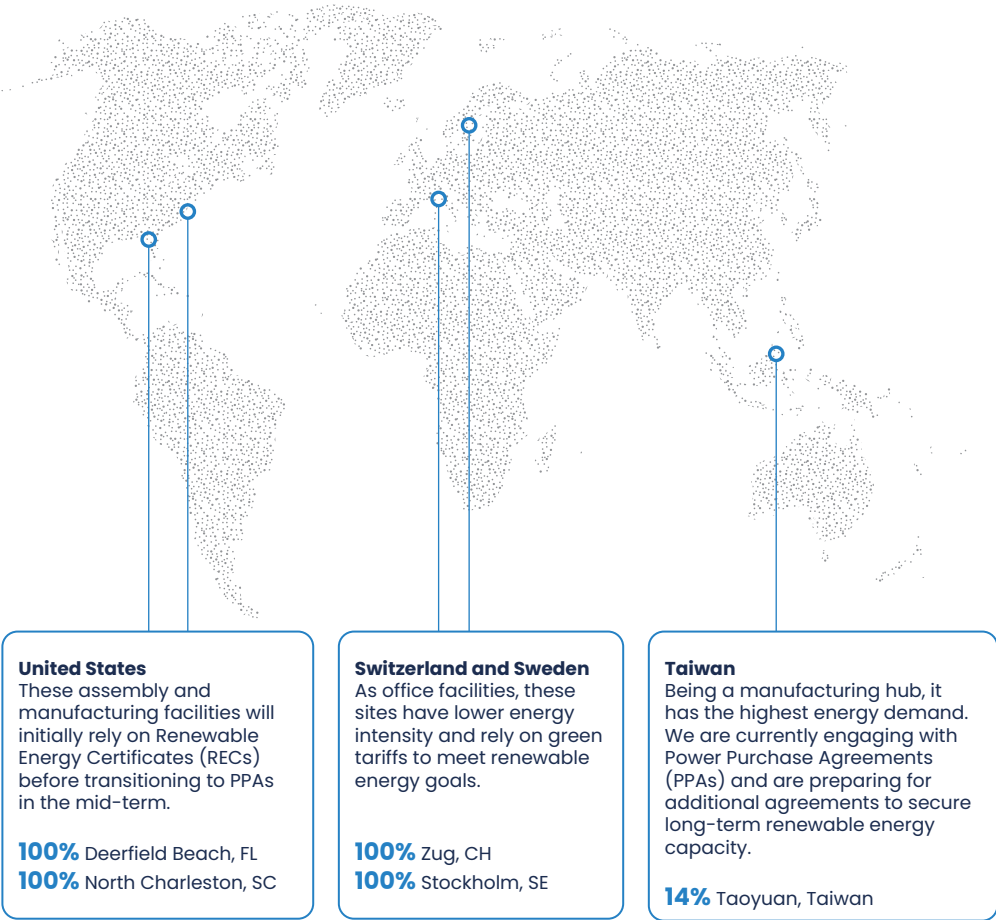 United States
These assembly and
manufacturing facilities will
initially rely on Renewable
Energy Certificates (RECs)
before transitioning to PPAs
in the mid-term.
100% Deerfield Beach, FL
100% North Charleston, SC
Switzerland and Sweden
As office facilities, these
sites have lower energy
intensity and rely on green
tariffs to meet renewable
energy goals.
100% Zug, CH
100% Stockholm, SE
Taiwan
Being a manufacturing hub, it
has the highest energy demand.
We are currently engaging with
Power Purchase Agreements
(PPAs) and are preparing for
additional agreements to secure
long-term renewable energy
capacity.
14% Taoyuan, Taiwan